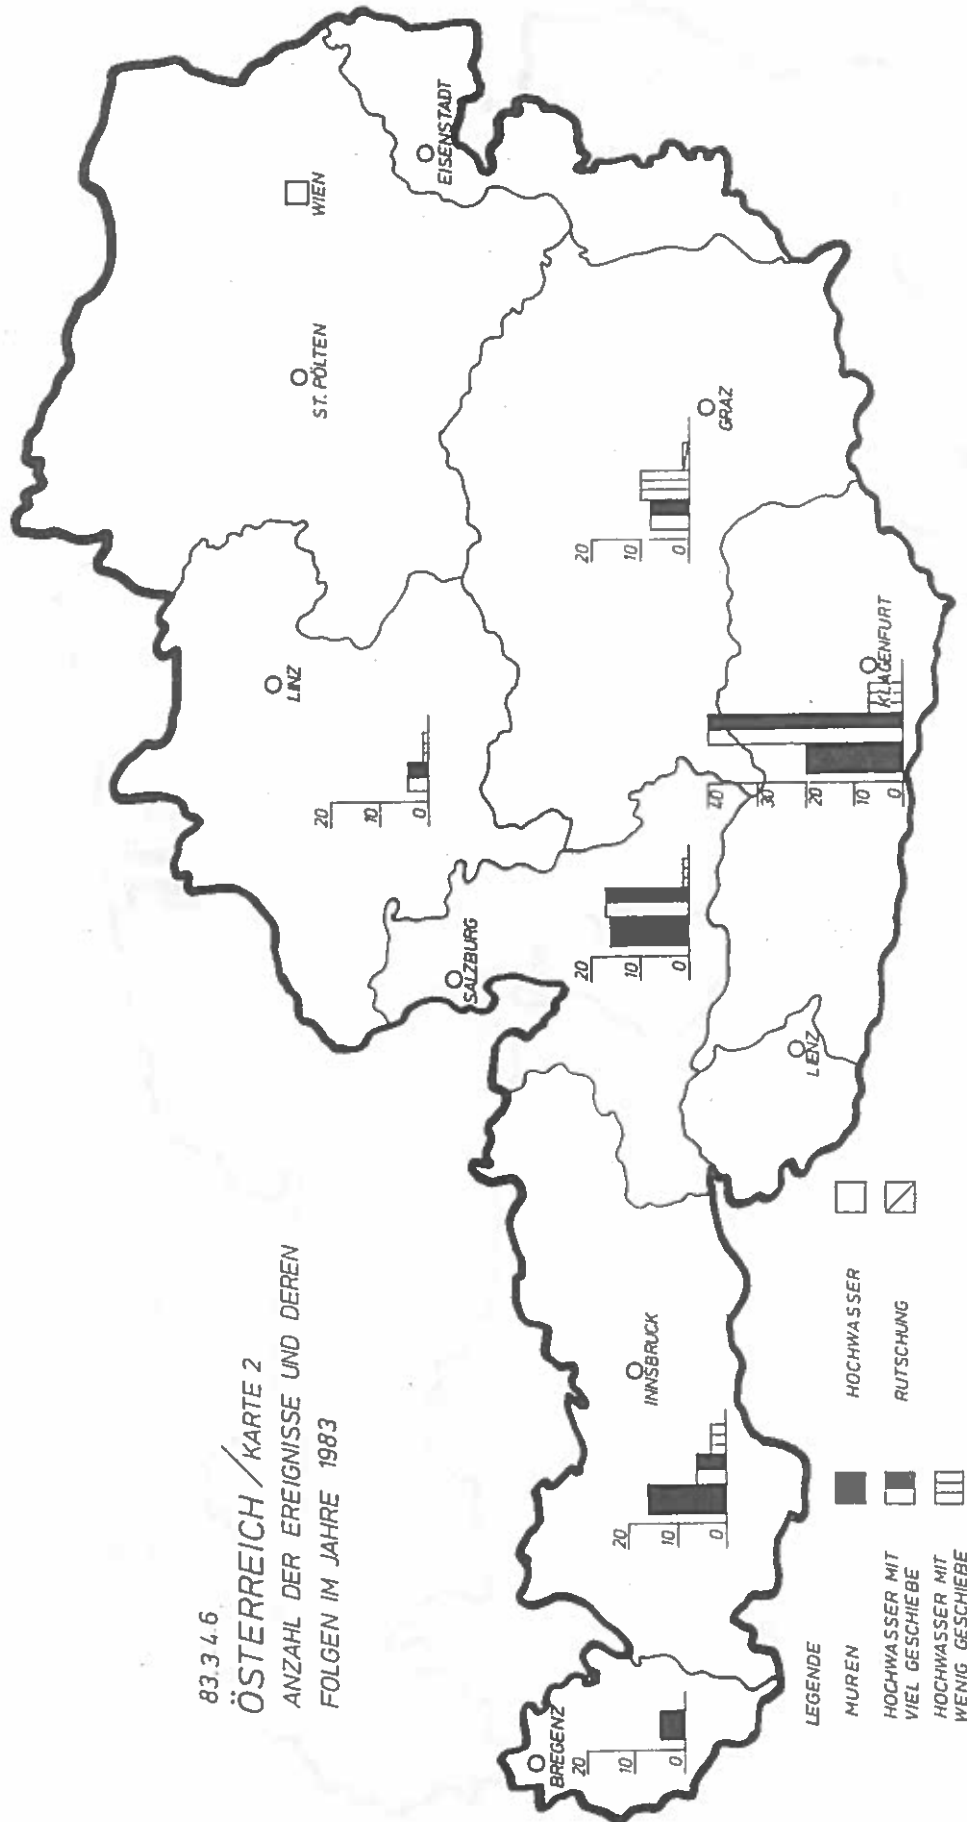 83.3.4.6
ÖSTERREICH / KARTE 2
ANZAHL DER EREIGNISSE UND DEREN
FOLGEN IM JAHRE 1983
BREGENZ
20
10
0
INNSBRUCK
20
10
0
SALZBURG
20
10
0
LIENZ
LINZ
20
10
0
KLAGENFURT
40
30
20
10
0
GRAZ
20
10
0
ST. PÖLTEN
WIEN
EISENSTADT
LEGENDE
MUREN
HOCHWASSER MIT
VIEL GESCHIEBE
HOCHWASSER MIT
WENIG GESCHIEBE
HOCHWASSER
RUTSCHUNG